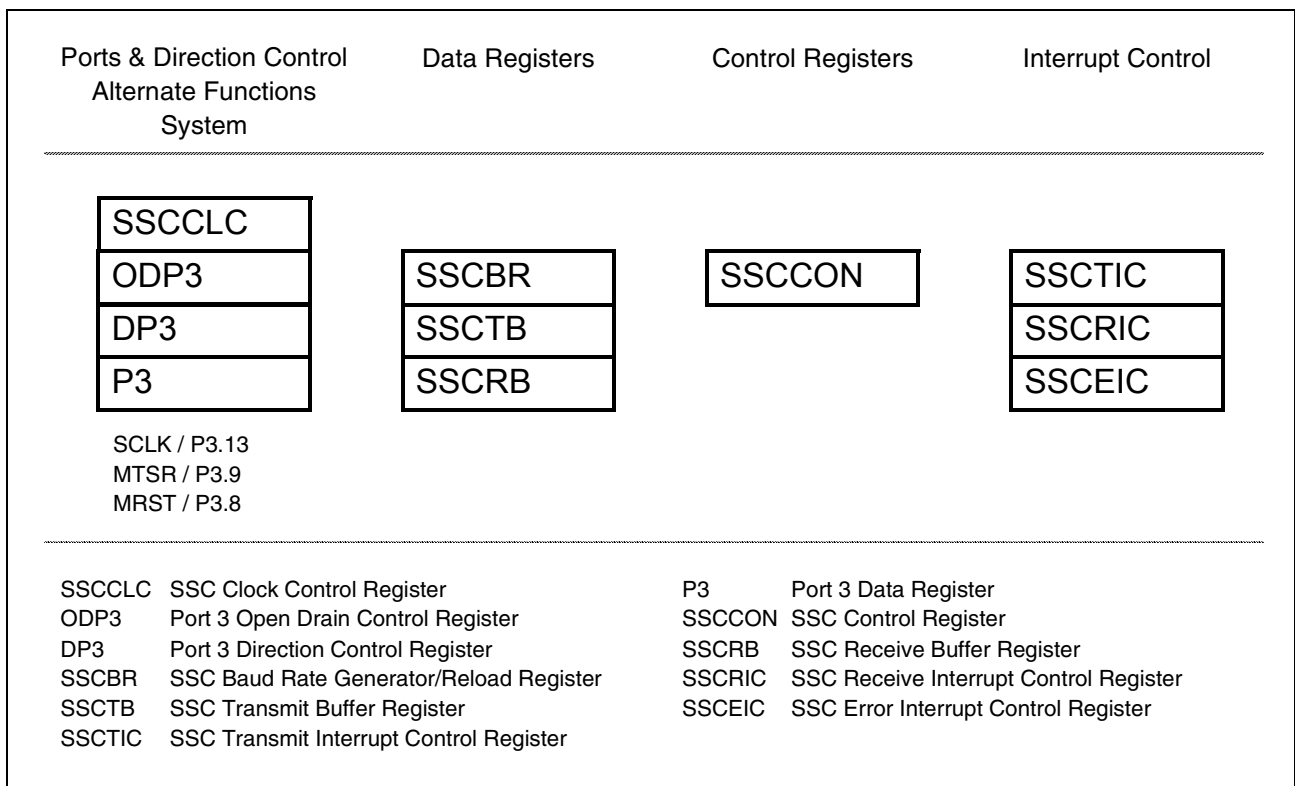 Ports & Direction Control
Alternate Functions
System
Data Registers
Control Registers
Interrupt Control
SSCCLC
ODP3
DP3
P3
SCLK / P3.13
MTSR / P3.9
MRST / P3.8
SSCBR
SSCTB
SSCRB
SSCCON
SSCTIC
SSCRIC
SSCEIC
SSCCLC SSC Clock Control Register
ODP3 Port 3 Open Drain Control Register
DP3 Port 3 Direction Control Register
SSCBR SSC Baud Rate Generator/Reload Register
SSCTB SSC Transmit Buffer Register
SSCTIC SSC Transmit Interrupt Control Register
P3 Port 3 Data Register
SSCCON SSC Control Register
SSCRB SSC Receive Buffer Register
SSCRIC SSC Receive Interrupt Control Register
SSCEIC SSC Error Interrupt Control Register